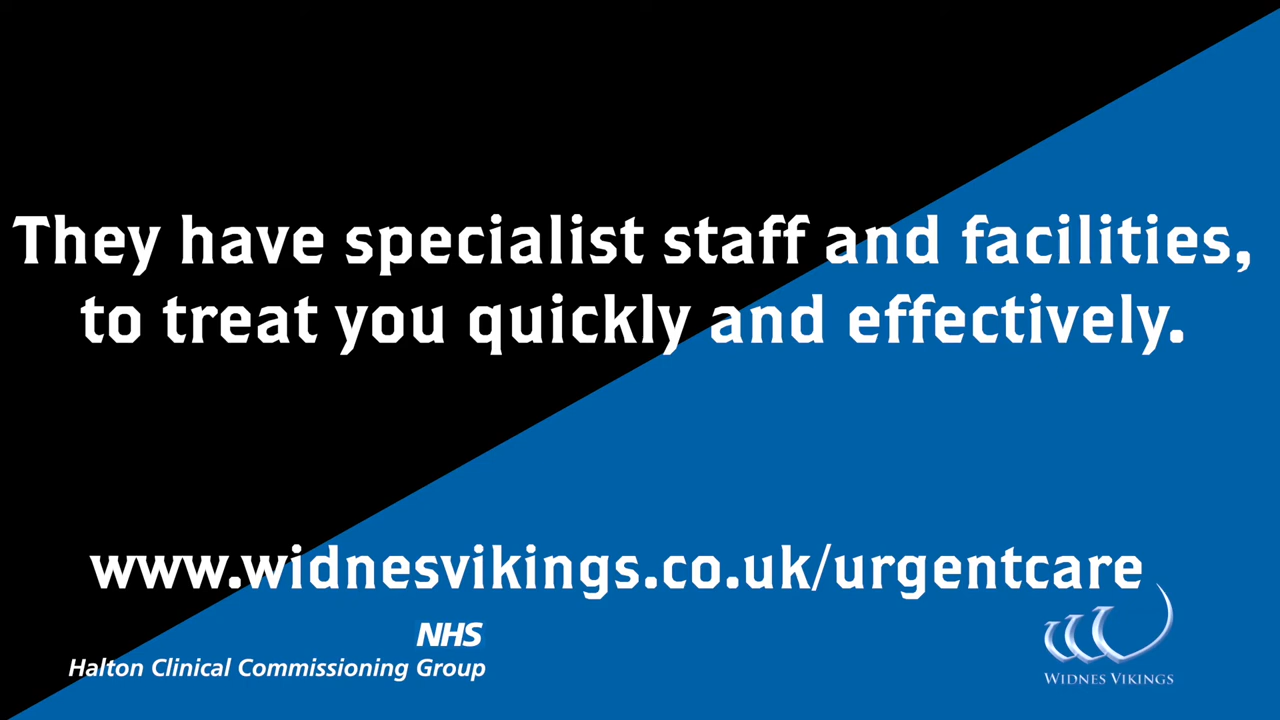 They have specialist staff and facilities,
to treat you quickly and effectively.
www.widnesvikings.co.uk/urgentcare
NHS
Halton Clinical Commissioning Group
WIDNES VIKINGS